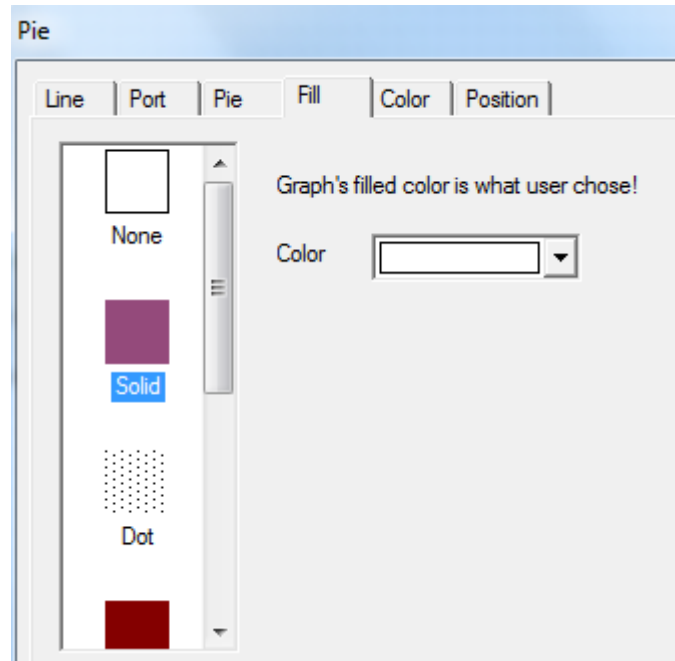 Pie
Line Port Pie Fill Color Position
Graph's filled color is what user chose!
None
Color
Solid
Dot